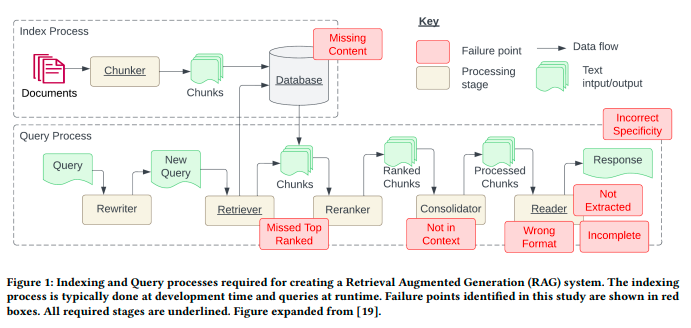 Index Process
Missing
Content
Key
Failure point
Data flow
Processing
stage
Text
intput/output
Documents
Chunker
Chunks
Database
Query Process
Incorrect
Specificity
Query
New
Query
Chunks
Ranked
Chunks
Processed
Chunks
Response
Rewriter
Retriever
Reranker
Consolidator
Reader
Missed Top
Ranked
Not in
Context
Not
Extracted
Wrong
Format
Incomplete
Figure 1: Indexing and Query processes required for creating a Retrieval Augmented Generation (RAG) system. The indexing
process is typically done at development time and queries at runtime. Failure points identified in this study are shown in red
boxes. All required stages are underlined. Figure expanded from [19].